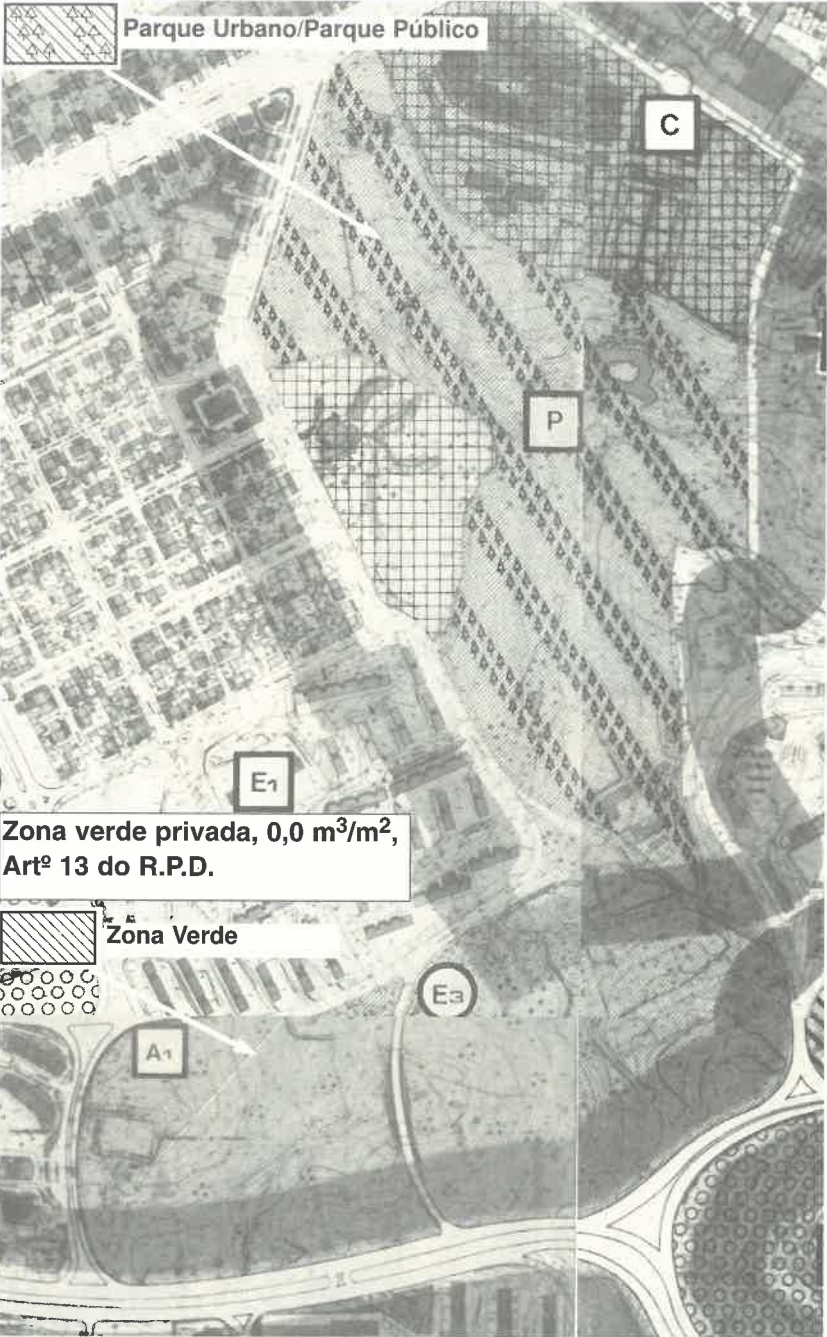 Parque Urbano/Parque Público
C
P
E1
Zona verde privada, 0,0 m³/m²,
Artº 13 do R.P.D.
Zona Verde
E3
A1